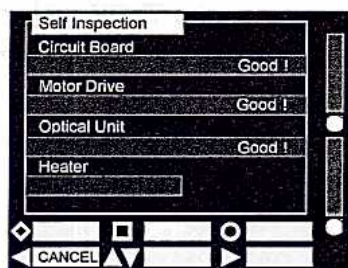 Self Inspection
Circuit Board
Good !
Motor Drive
Good !
Optical Unit
Good !
Heater
CANCEL